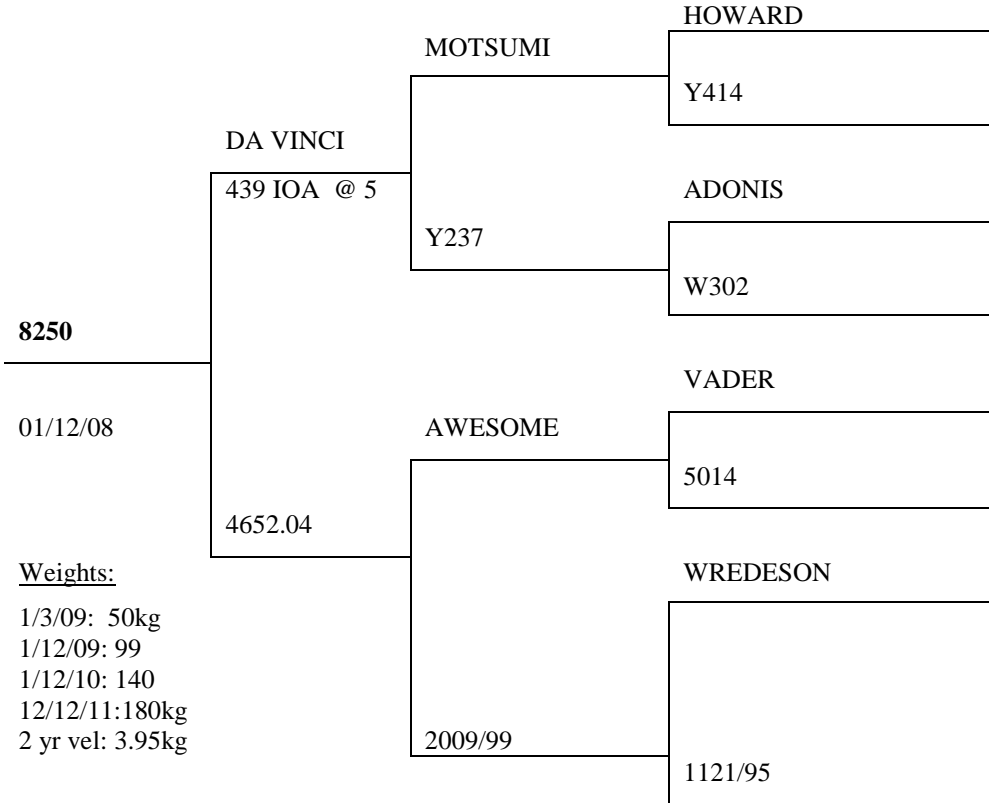 HOWARD
MOTSUMI
Y414
DA VINCI
439 IOA @ 5
ADONIS
Y237
W302
8250
VADER
01/12/08
AWESOME
5014
4652.04
Weights:
WREDESON
1/3/09: 50kg
1/12/09: 99
1/12/10: 140
12/12/11:180kg
2 yr vel: 3.95kg
2009/99
1121/95